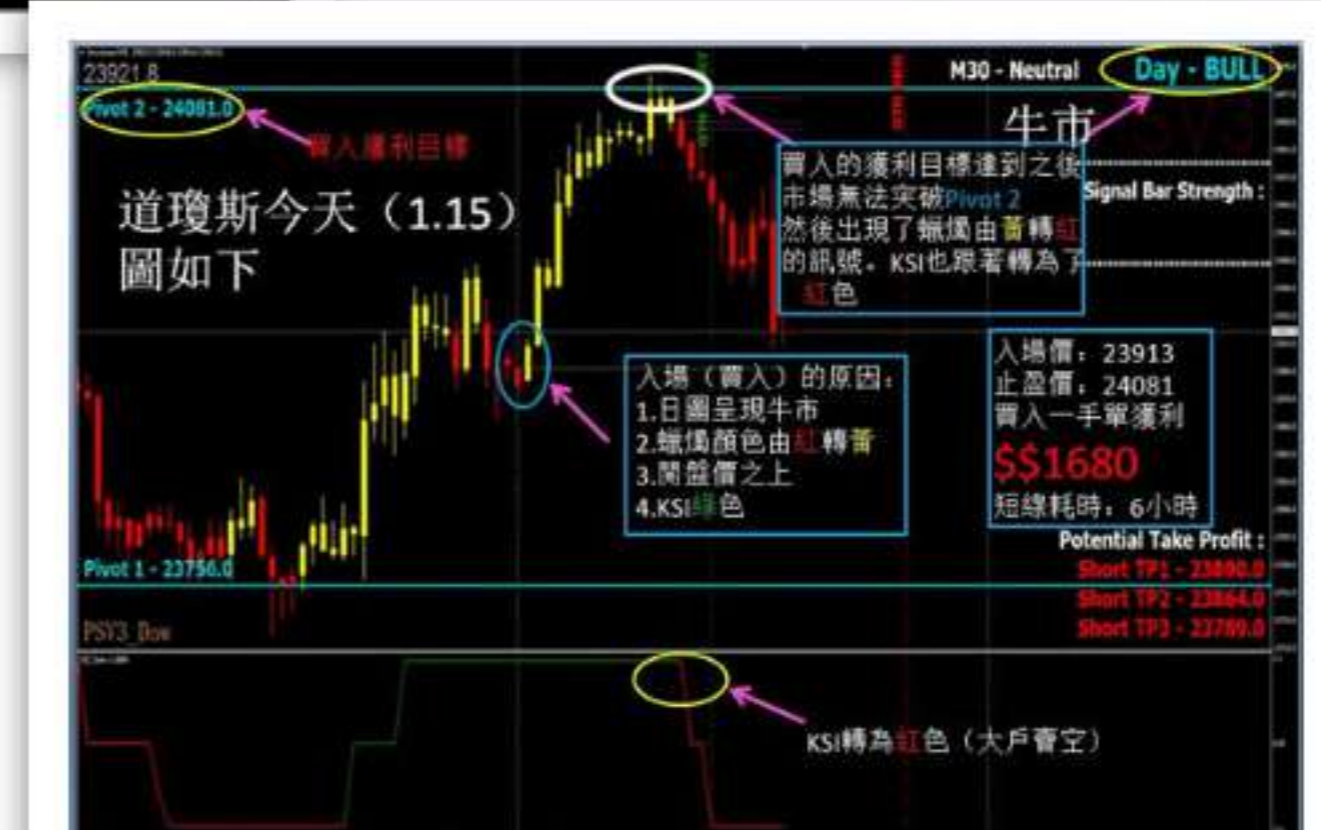 23921.8
M30 - Neutral
Day - BULL
Pivot 2 - 24081.0
買入獲利目標
牛市
道瓊斯今天（1.15）
圖如下
買入的獲利目標達到之後
市場無法突破Pivot 2
然後出現了蠟燭由黃轉紅
的訊號。KSI也跟著轉為了
紅色
Signal Bar Strength :
入場（買入）的原因：
1.日圖呈現牛市
2.蠟燭顏色由紅轉黃
3.開盤價之上
4.KSI綠色
入場價：23913
止盈價：24081
買入一手單獲利
$$1680
短線耗時：6小時
Potential Take Profit :
Pivot 1 - 23756.0
Short TP2 - 23864.0
Short TP3 - 23789.0
PSV3_Dow
KSI轉為紅色（大戶賣空）